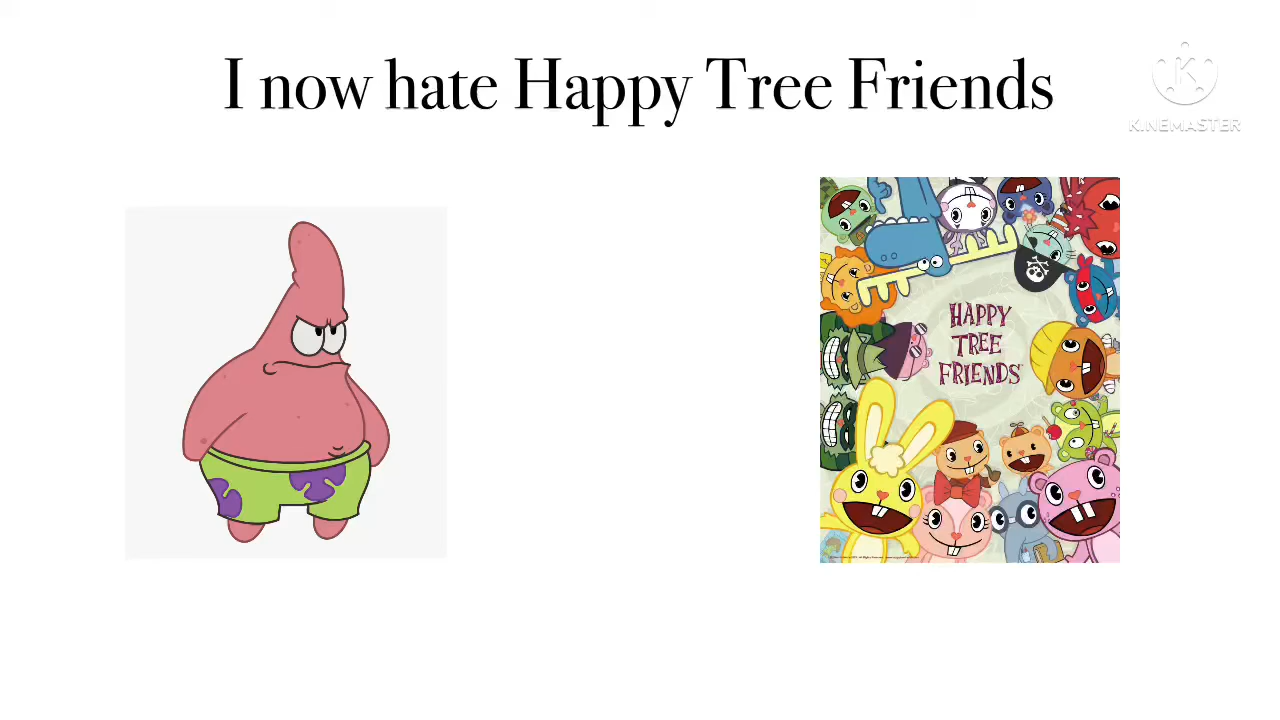 I now hate Happy Tree Friends
KINEMASTER
HAPPY
TREE
FRIENDS